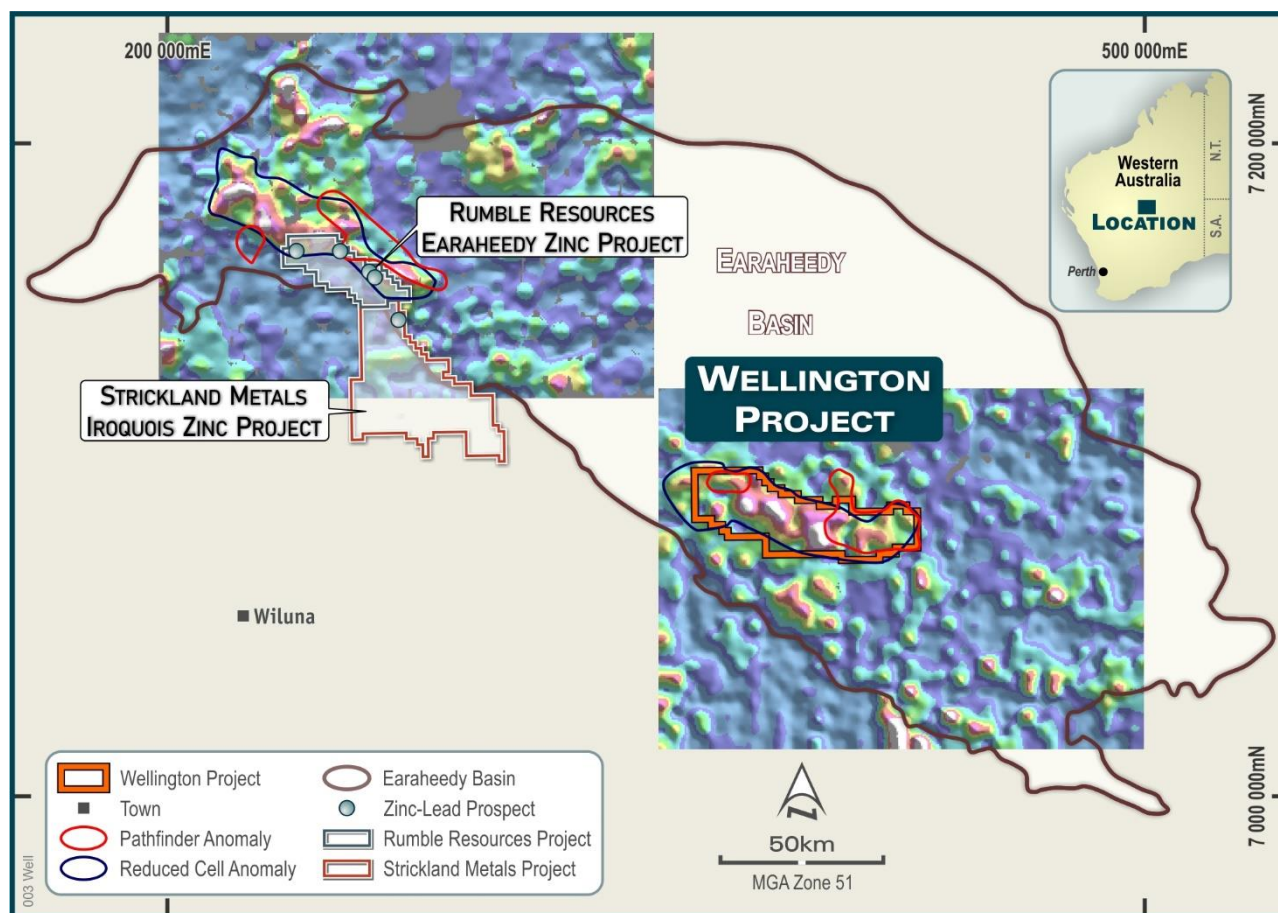 200 000mE
500 000mE
7 200 000mN
Western
Australia
LOCATION
N.T.
S.A.
Perth
RUMBLE RESOURCES
EARAHEEDY ZINC PROJECT
EARAHEEDY
BASIN
STRICKLAND METALS
IROQUOIS ZINC PROJECT
WELLINGTON
PROJECT
Wiluna
Wellington Project
Town
Pathfinder Anomaly
Reduced Cell Anomaly
Earaheedy Basin
Zinc-Lead Prospect
Rumble Resources Project
Strickland Metals Project
N
50km
MGA Zone 51
7 000 000mN
003 Well